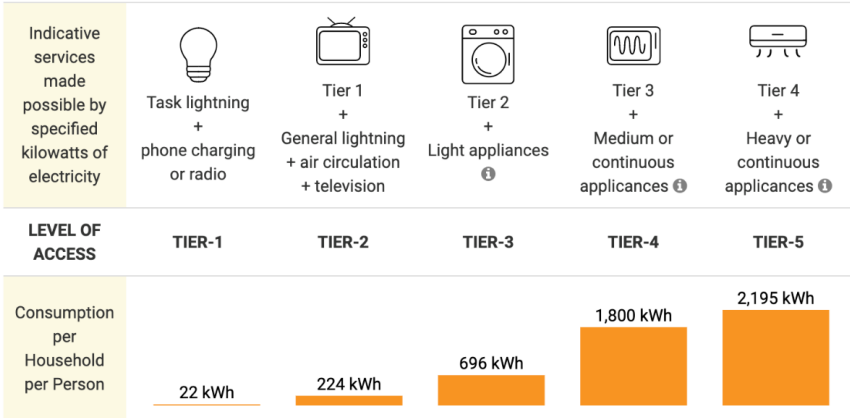 Indicative
services
made
possible by
specified
kilowatts of
electricity
Task lightning
+
phone charging
or radio
Tier 1
+
General lightning
+ air circulation
+ television
Tier 2
+
Light appliances
i
Tier 3
+
Medium or
continuous
applicances i
Tier 4
+
Heavy or
continuous
applicances i
LEVEL OF
ACCESS
TIER-1
TIER-2
TIER-3
TIER-4
TIER-5
Consumption
per
Household
per Person
22 kWh
224 kWh
696 kWh
1,800 kWh
2,195 kWh